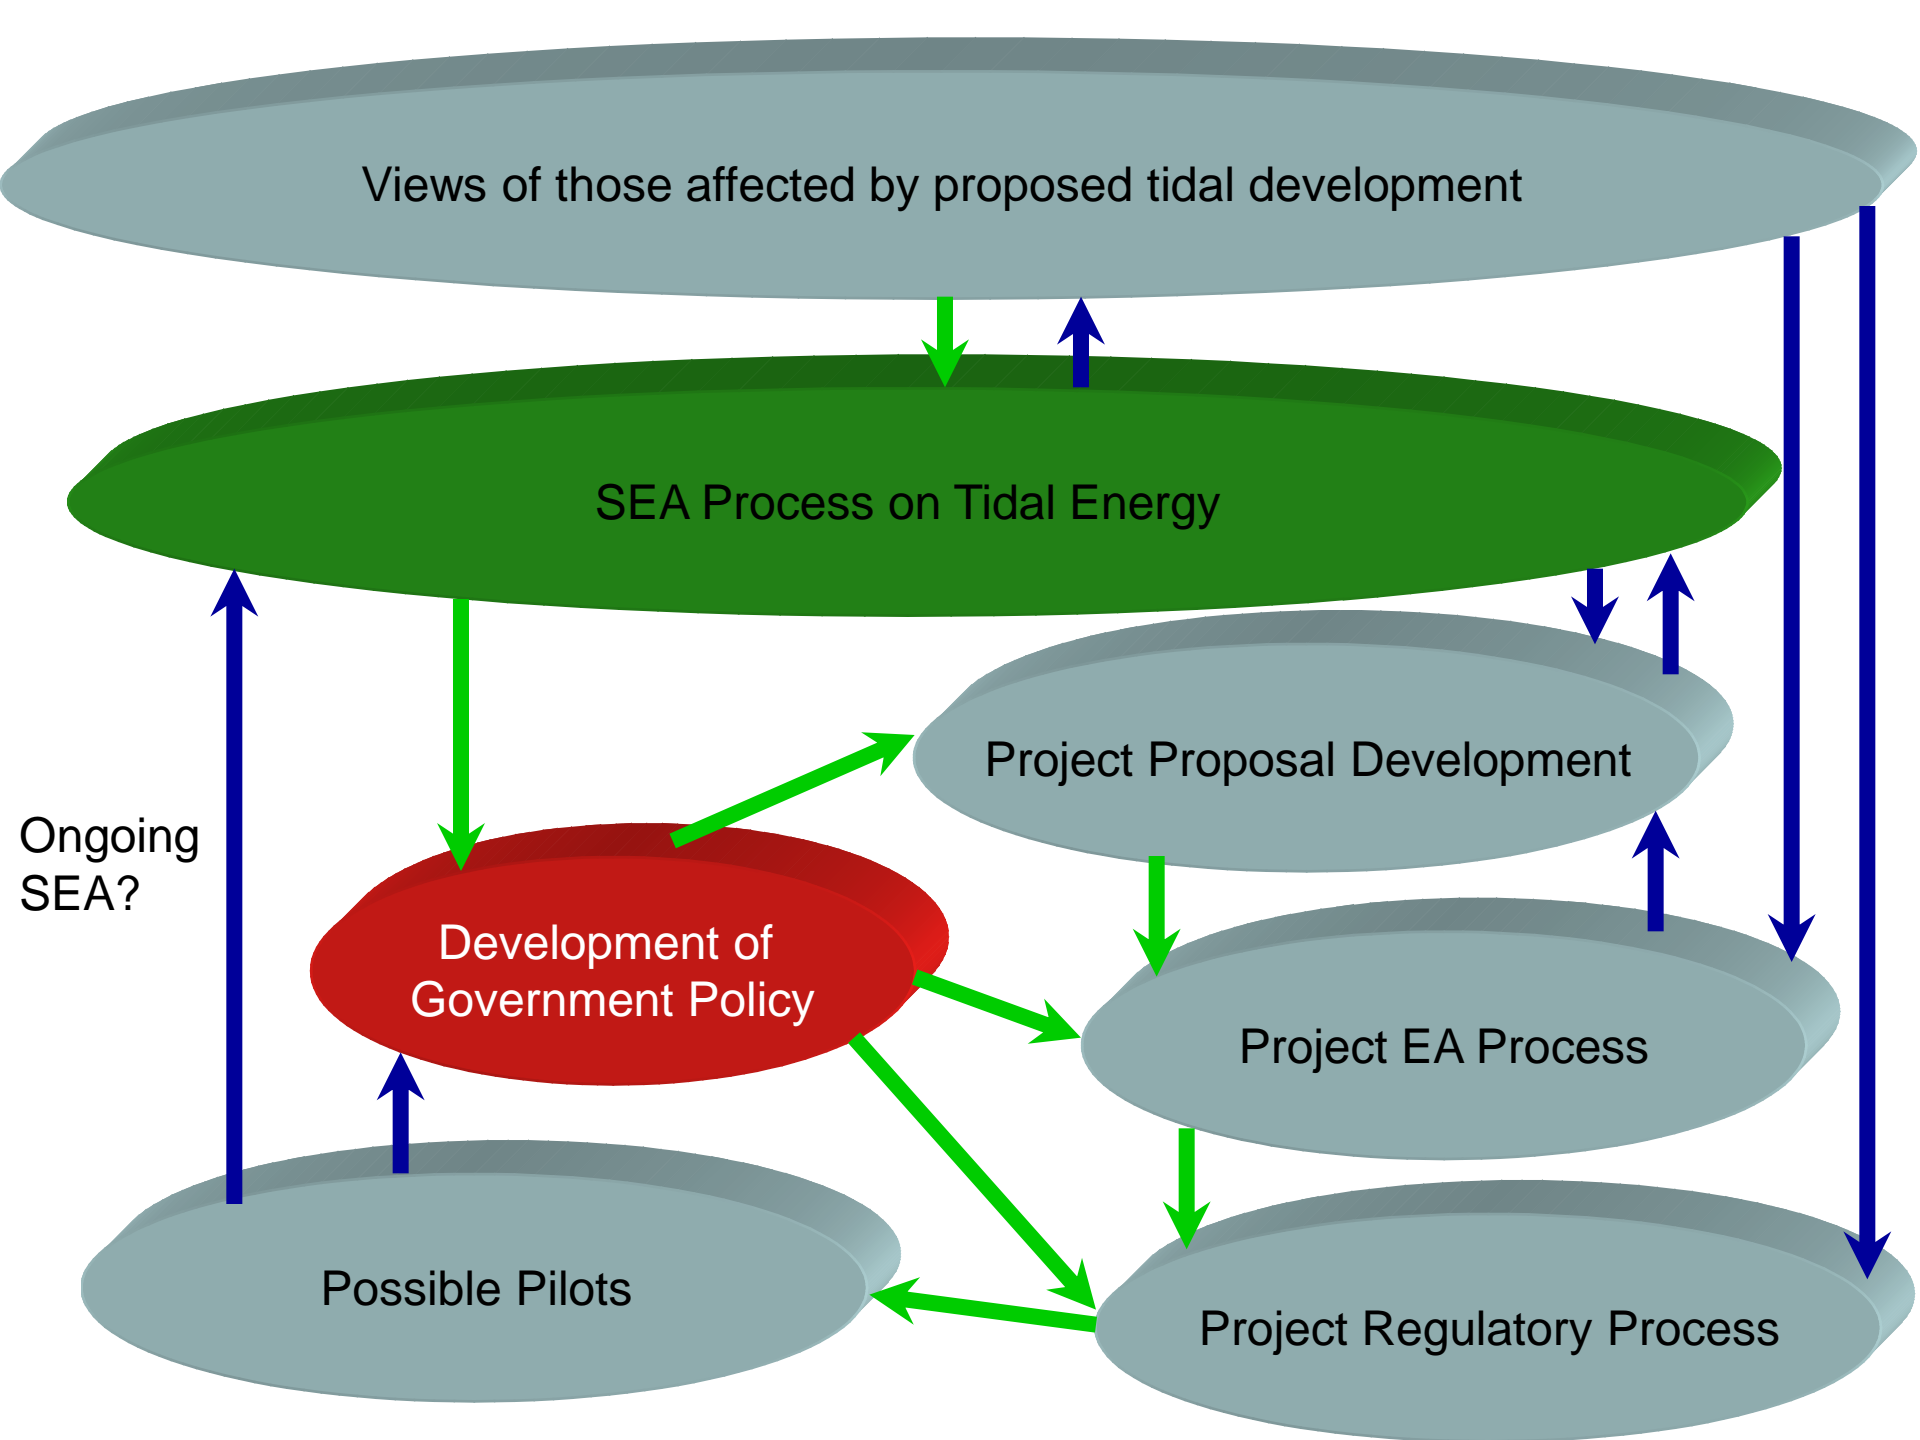 Views of those affected by proposed tidal development
SEA Process on Tidal Energy
Project Proposal Development
Ongoing
SEA?
Development of
Government Policy
Project EA Process
Possible Pilots
Project Regulatory Process